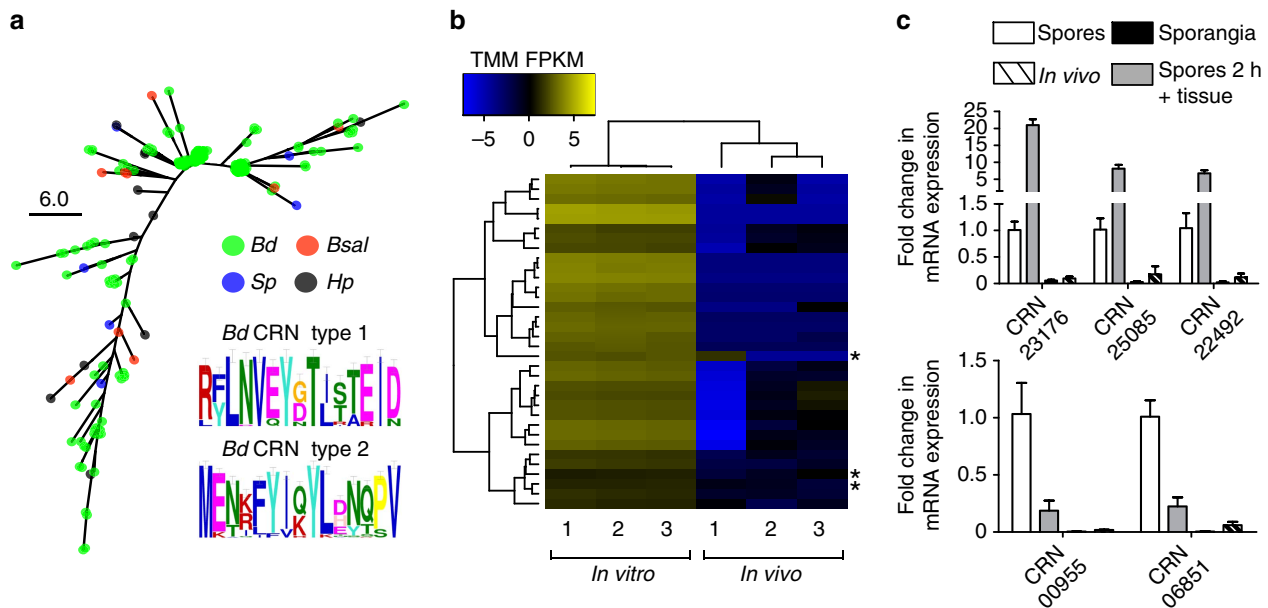 a
6.0
Bd
Bsal
Sp
Hp
Bd CRN type 1
Bd CRN type 2
b
TMM FPKM
−5 0 5
*
*
*
1 2 3 1 2 3
In vitro In vivo
c
Spores
Sporangia
In vivo
Spores 2 h
+ tissue
Fold change in
mRNA expression
25
20
15
10
5
1.5
1.0
0.5
0
CRN
23176
CRN
25085
CRN
22492
Fold change in
mRNA expression
1.5
1.0
0.5
0
CRN
00955
CRN
06851